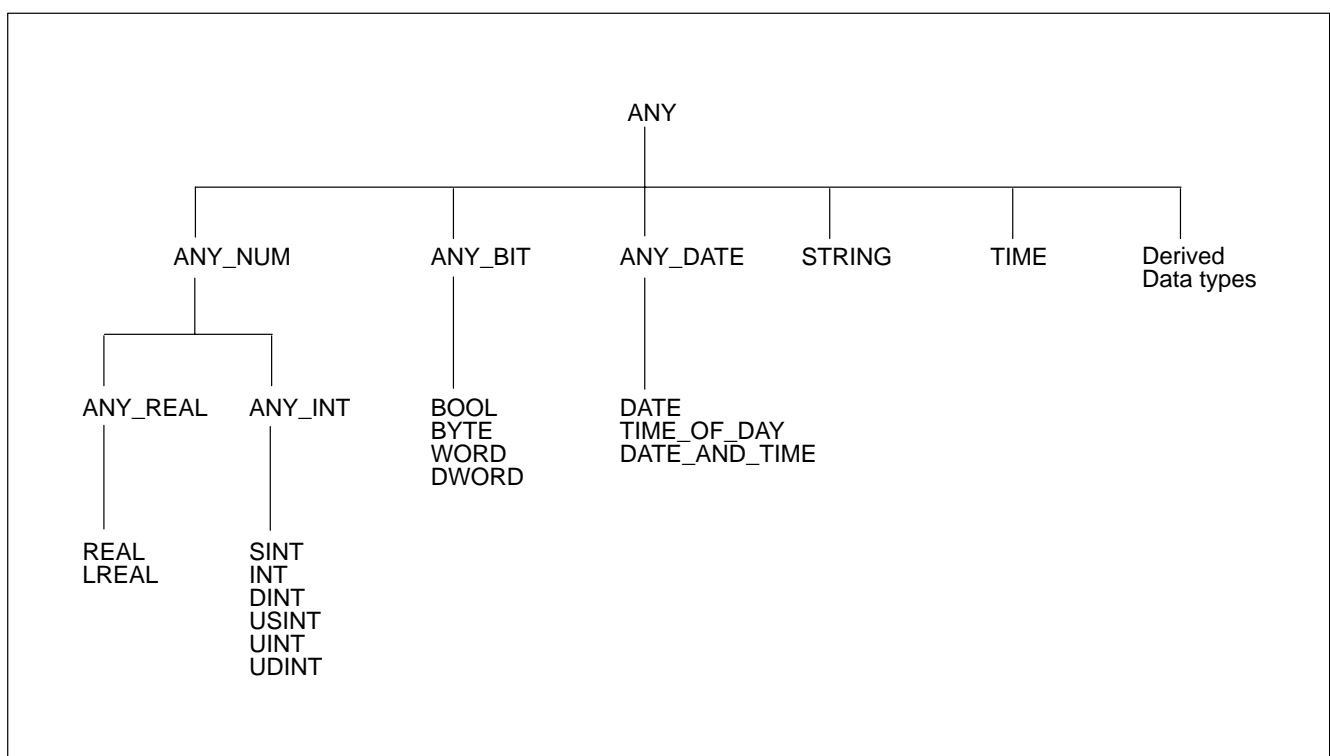 ANY
ANY_NUM
ANY_BIT
ANY_DATE
STRING
TIME
Derived
Data types
ANY_REAL
ANY_INT
BOOL
BYTE
WORD
DWORD
DATE
TIME_OF_DAY
DATE_AND_TIME
REAL
LREAL
SINT
INT
DINT
USINT
UINT
UDINT